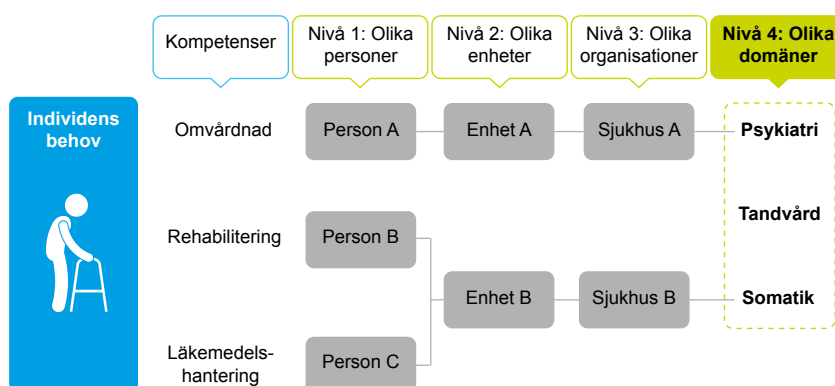 Kompetenser
Nivå 1: Olika
personer
Nivå 2: Olika
enheter
Nivå 3: Olika
organisationer
Nivå 4: Olika
domäner
Individens
behov
Omvårdnad
Person A
Enhet A
Sjukhus A
Psykiatri
Tandvård
Rehabilitering
Person B
Enhet B
Sjukhus B
Somatik
Läkemedels-
hantering
Person C